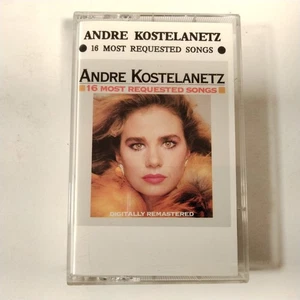 ANDRE KOSTELANETZ
● 16 MOST REQUESTED SONGS ●
ANDRE KOSTELANETZ
■ 16 MOST REQUESTED SONGS ■
DIGITALLY REMASTERED